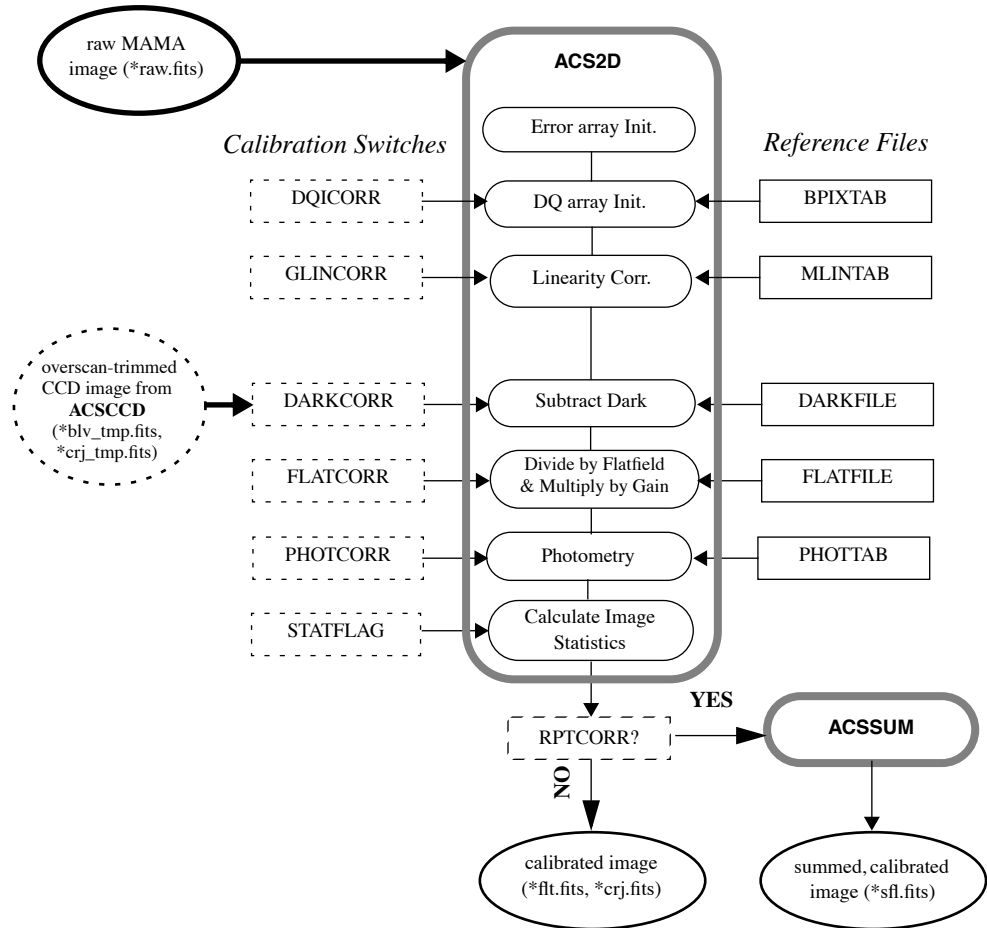 raw MAMA
image (*raw.fits)
ACS2D
Error array Init.
Calibration Switches
Reference Files
DQICORR
DQ array Init.
BPIXTAB
GLINCORR
Linearity Corr.
MLINTAB
overscan-trimmed
CCD image from
ACSCCD
(*blv_tmp.fits,
*crj_tmp.fits)
DARKCORR
Subtract Dark
DARKFILE
FLATCORR
Divide by Flatfield
& Multiply by Gain
FLATFILE
PHOTCORR
Photometry
PHOTTAB
STATFLAG
Calculate Image
Statistics
RPTCORR?
YES
ACSSUM
NO
calibrated image
(*flt.fits, *crj.fits)
summed, calibrated
image (*sfl.fits)